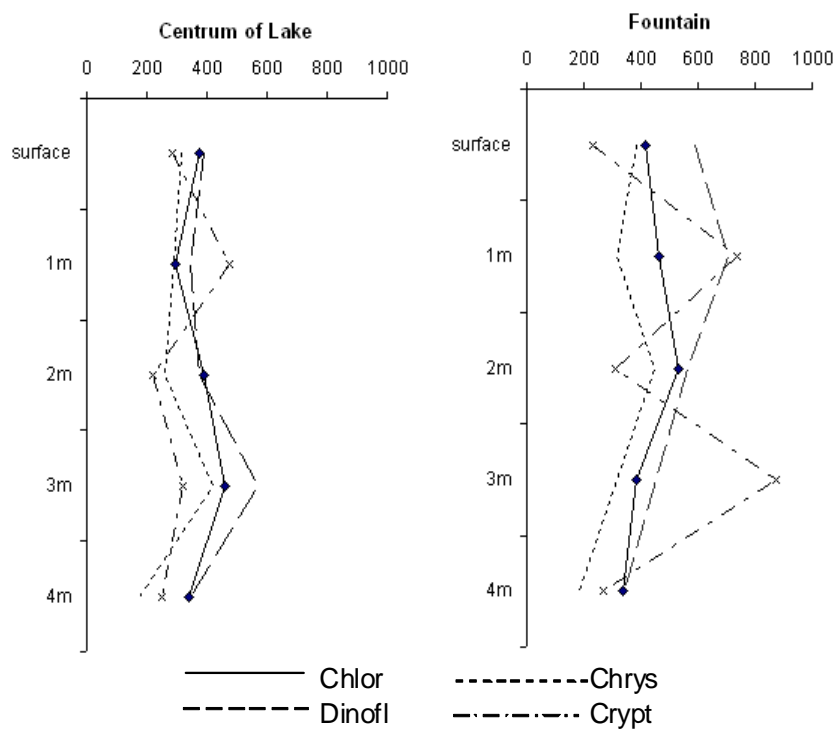 Centrum of Lake
0 200 400 600 800 1000
surface
1m
2m
3m
4m
Fountain
0 200 400 600 800 1000
surface
1m
2m
3m
4m
Chlor
Chrys
Dinofl
Crypt